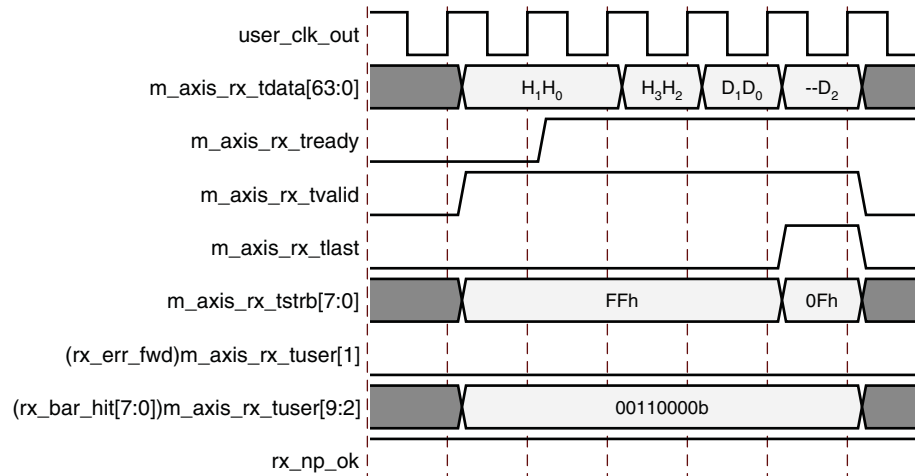 user_clk_out
m_axis_rx_tdata[63:0] H₁H₀ H₃H₂ D₁D₀ --D₂
m_axis_rx_tready
m_axis_rx_tvalid
m_axis_rx_tlast
m_axis_rx_tstrb[7:0] FFh 0Fh
(rx_err_fwd)m_axis_rx_tuser[1]
(rx_bar_hit[7:0])m_axis_rx_tuser[9:2] 00110000b
rx_np_ok